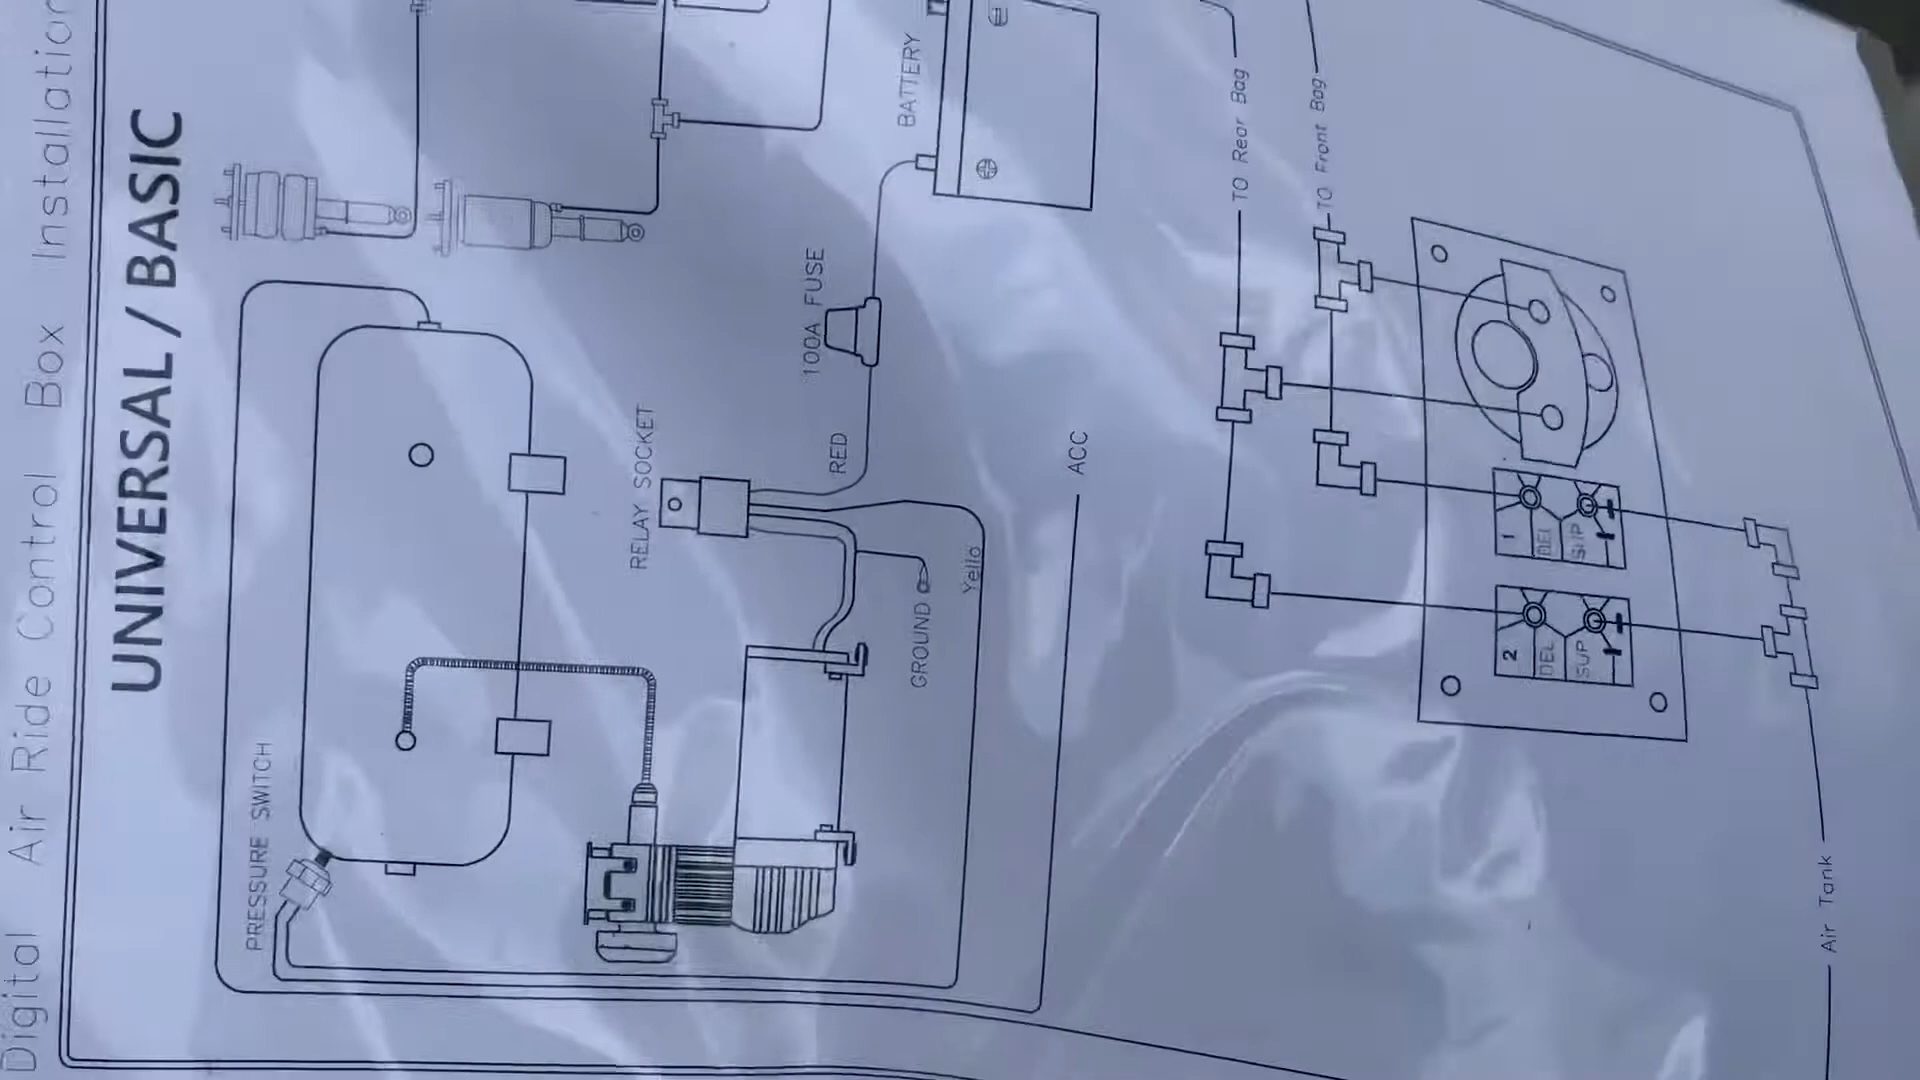 Digital Air Ride Control Box Installation
UNIVERSAL / BASIC
PRESSURE SWITCH
RELAY SOCKET
100A FUSE
RED
BATTERY
GROUND
Yello
ACC
TO Rear Bag
TO Front Bag
1
DEL
SUP
2
DEL
SUP
Air Tank